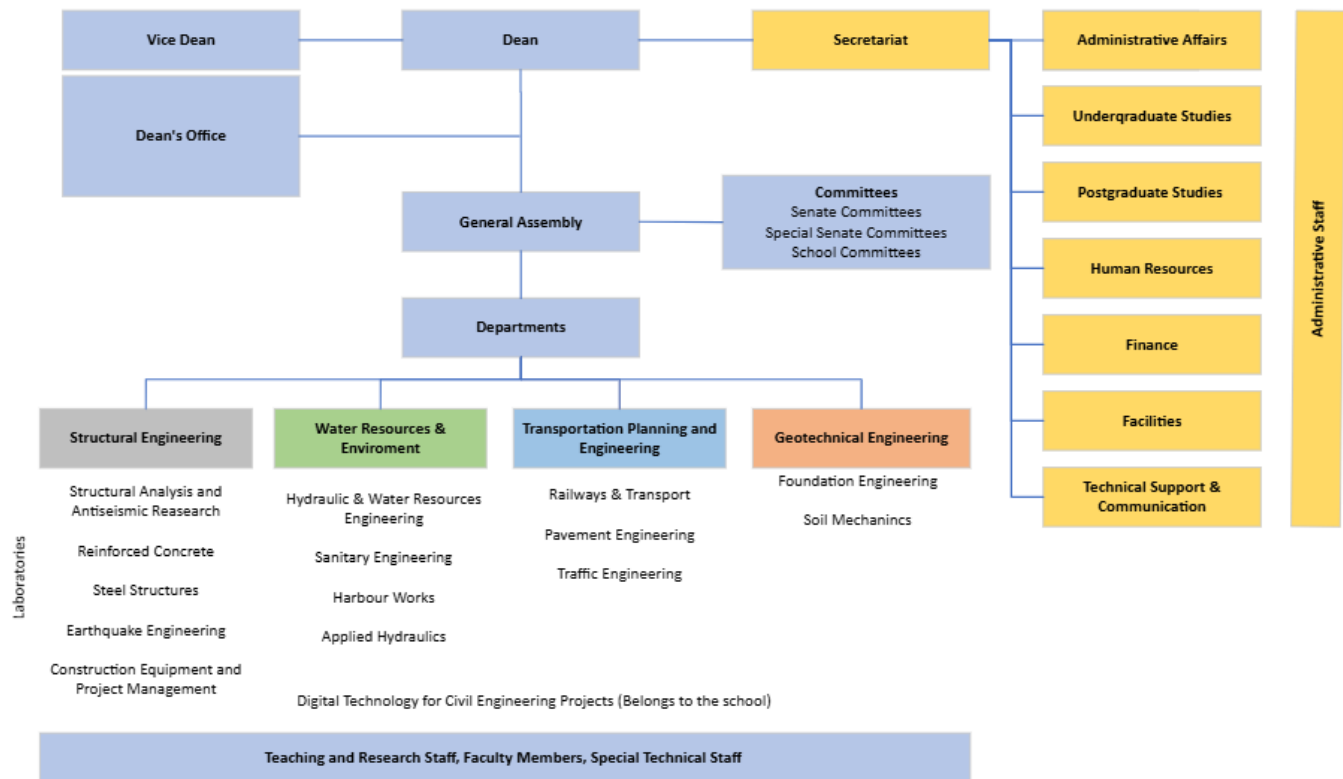 Vice Dean
Dean
Secretariat
Administrative Affairs
Dean's Office
Underqraduate Studies
Postgraduate Studies
General Assembly
Committees
Senate Committees
Special Senate Committees
School Committees
Human Resources
Departments
Finance
Facilities
Technical Support &
Communication
Administrative Staff
Structural Engineering
Water Resources &
Enviroment
Transportation Planning and
Engineering
Geotechnical Engineering
Laboratories
Structural Analysis and
Antiseismic Reasearch
Reinforced Concrete
Steel Structures
Earthquake Engineering
Construction Equipment and
Project Management
Hydraulic & Water Resources
Engineering
Sanitary Engineering
Harbour Works
Applied Hydraulics
Railways & Transport
Pavement Engineering
Traffic Engineering
Foundation Engineering
Soil Mechanincs
Digital Technology for Civil Engineering Projects (Belongs to the school)
Teaching and Research Staff, Faculty Members, Special Technical Staff